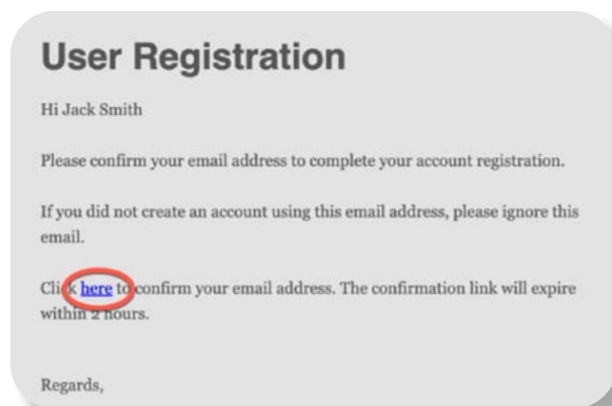 User Registration
Hi Jack Smith
Please confirm your email address to complete your account registration.
If you did not create an account using this email address, please ignore this
email.
Click here to confirm your email address. The confirmation link will expire
within 2 hours.
Regards,